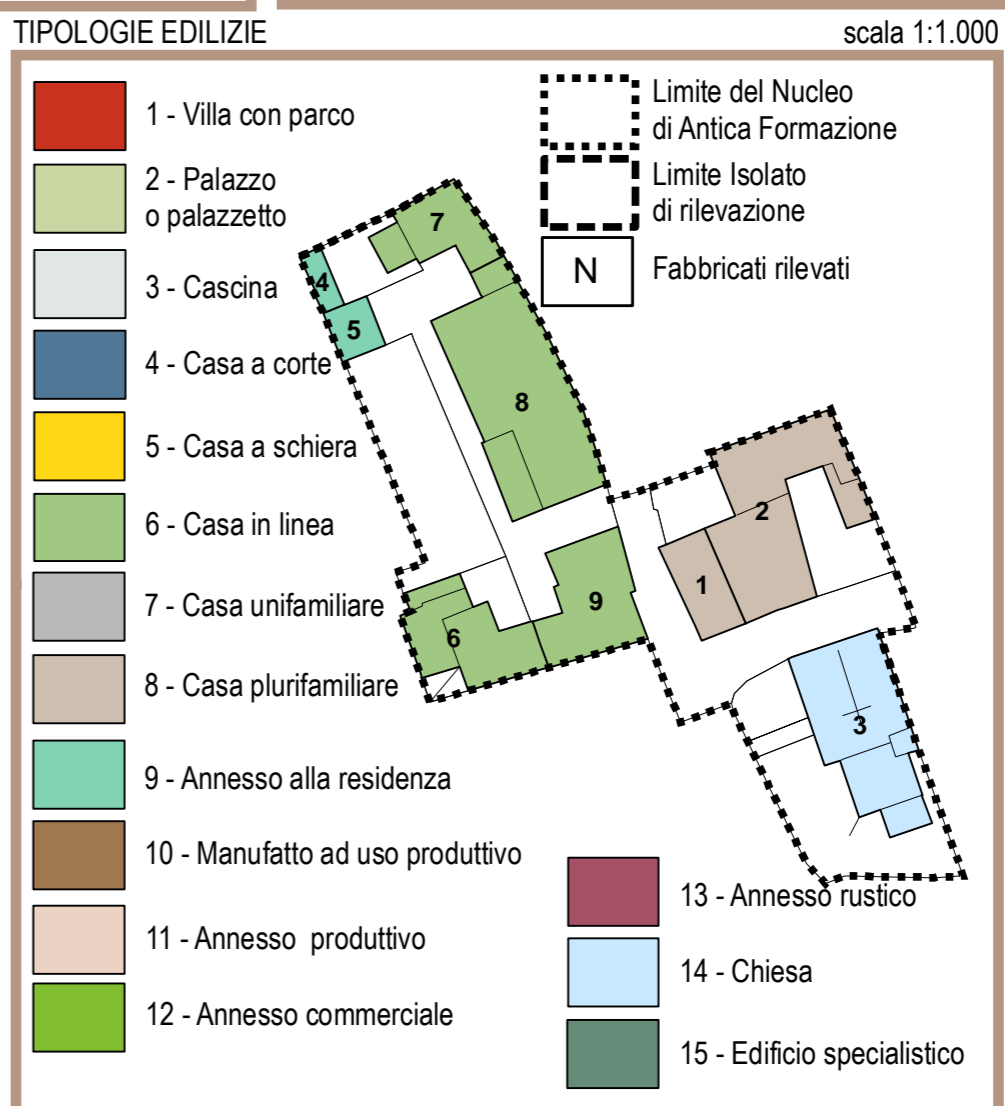 TIPOLOGIE EDILIZIE
scala 1:1.000
1 - Villa con parco
2 - Palazzo
o palazzetto
3 - Cascina
4 - Casa a corte
5 - Casa a schiera
6 - Casa in linea
7 - Casa unifamiliare
8 - Casa plurifamiliare
9 - Annesso alla residenza
10 - Manufatto ad uso produttivo
11 - Annesso produttivo
12 - Annesso commerciale
Limite del Nucleo
di Antica Formazione
Limite Isolato
di rilevazione
N
Fabbricati rilevati
7
4
5
8
2
1
9
6
3
13 - Annesso rustico
14 - Chiesa
15 - Edificio specialistico